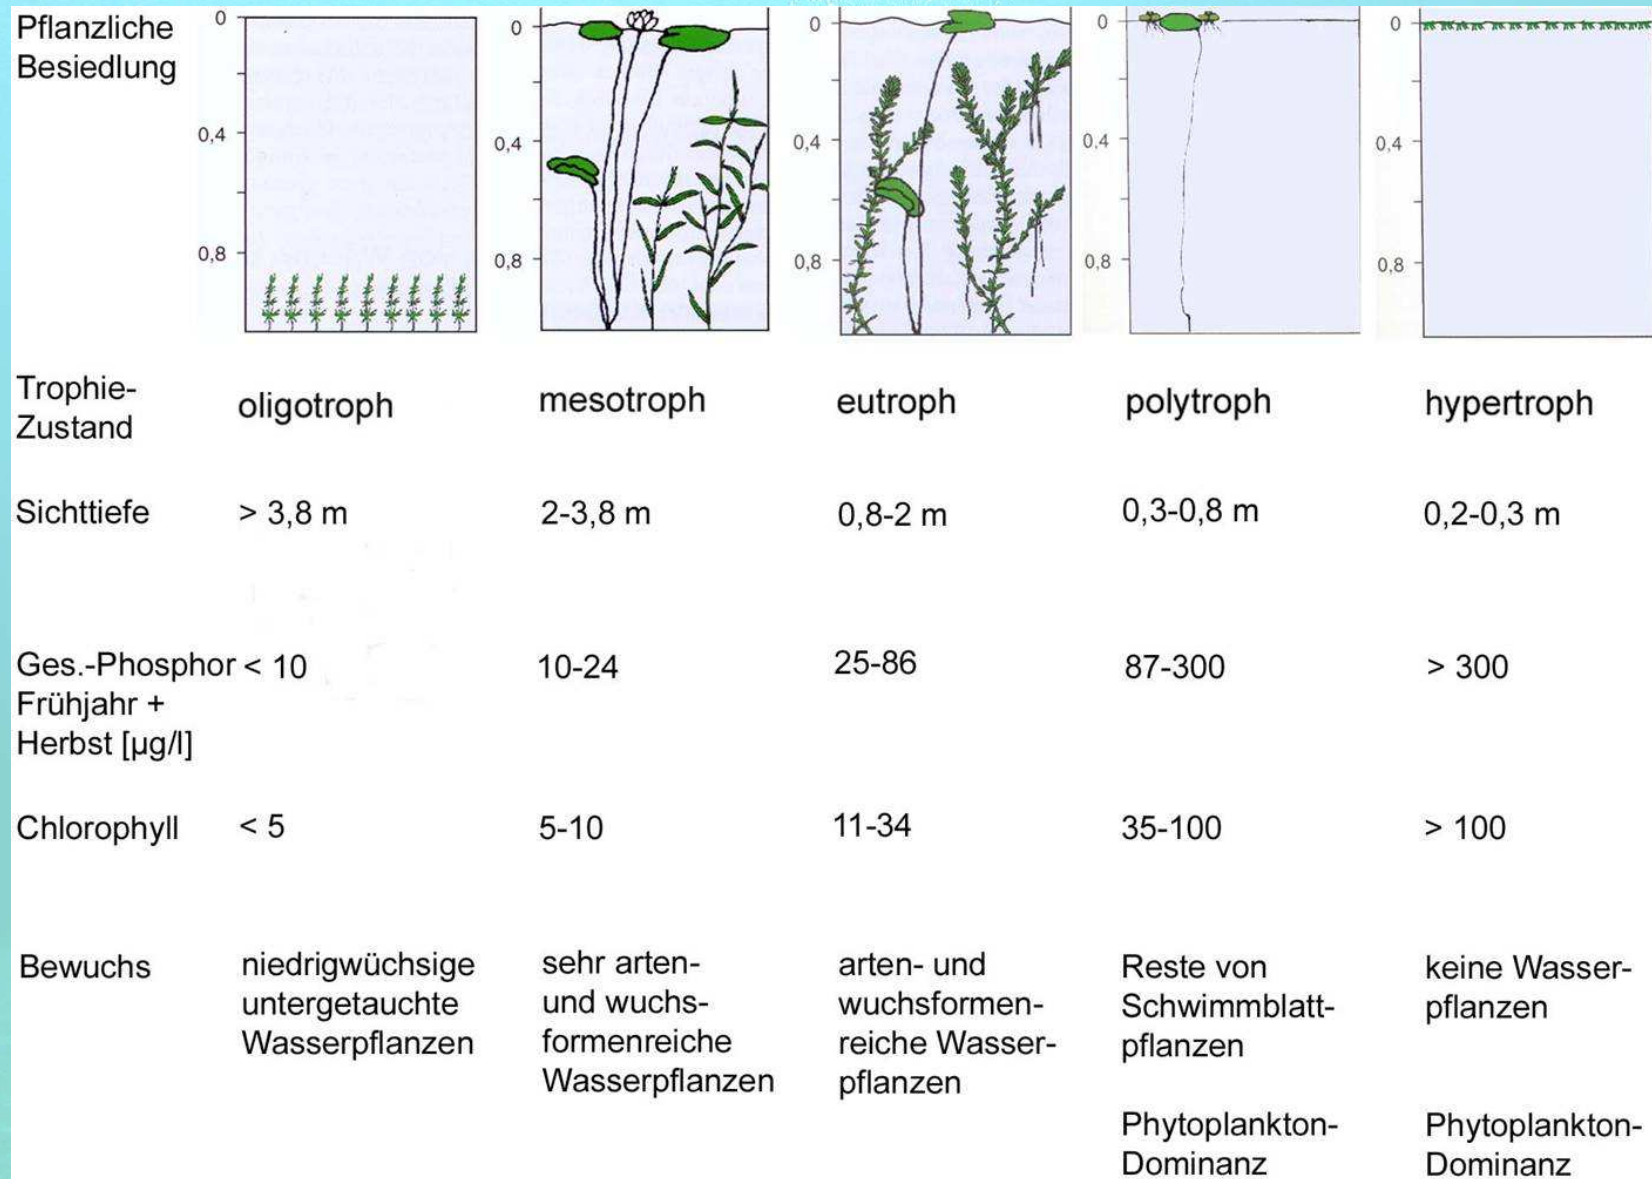 Pflanzliche
Besiedlung
0
0,4
0,8
0
0,4
0,8
0
0,4
0,8
0
0,4
0,8
0
0,4
0,8
Trophie-
Zustand
oligotroph
mesotroph
eutroph
polytroph
hypertroph
Sichttiefe
> 3,8 m
2-3,8 m
0,8-2 m
0,3-0,8 m
0,2-0,3 m
Ges.-Phosphor
Frühjahr +
Herbst [µg/l]
< 10
10-24
25-86
87-300
> 300
Chlorophyll
< 5
5-10
11-34
35-100
> 100
Bewuchs
niedrigwüchsige
untergetauchte
Wasserpflanzen
sehr arten-
und wuchs-
formenreiche
Wasserpflanzen
arten- und
wuchsformen-
reiche Wasser-
pflanzen
Reste von
Schwimmblatt-
pflanzen
Phytoplankton-
Dominanz
keine Wasser-
pflanzen
Phytoplankton-
Dominanz